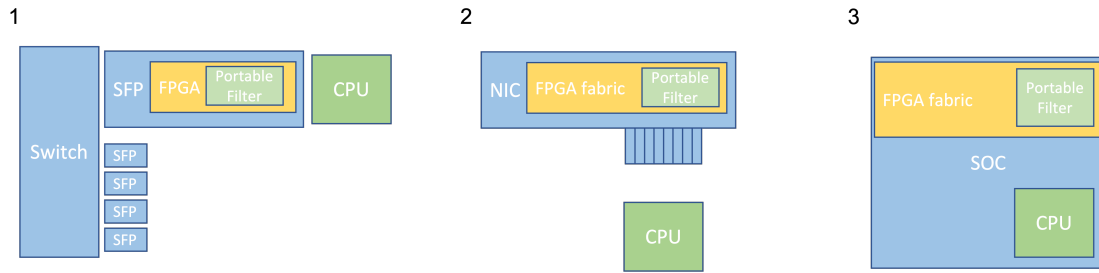 1
2
3
Switch
SFP
FPGA
Portable
Filter
CPU
SFP
SFP
SFP
SFP
NIC
FPGA fabric
Portable
Filter
CPU
FPGA fabric
Portable
Filter
SOC
CPU